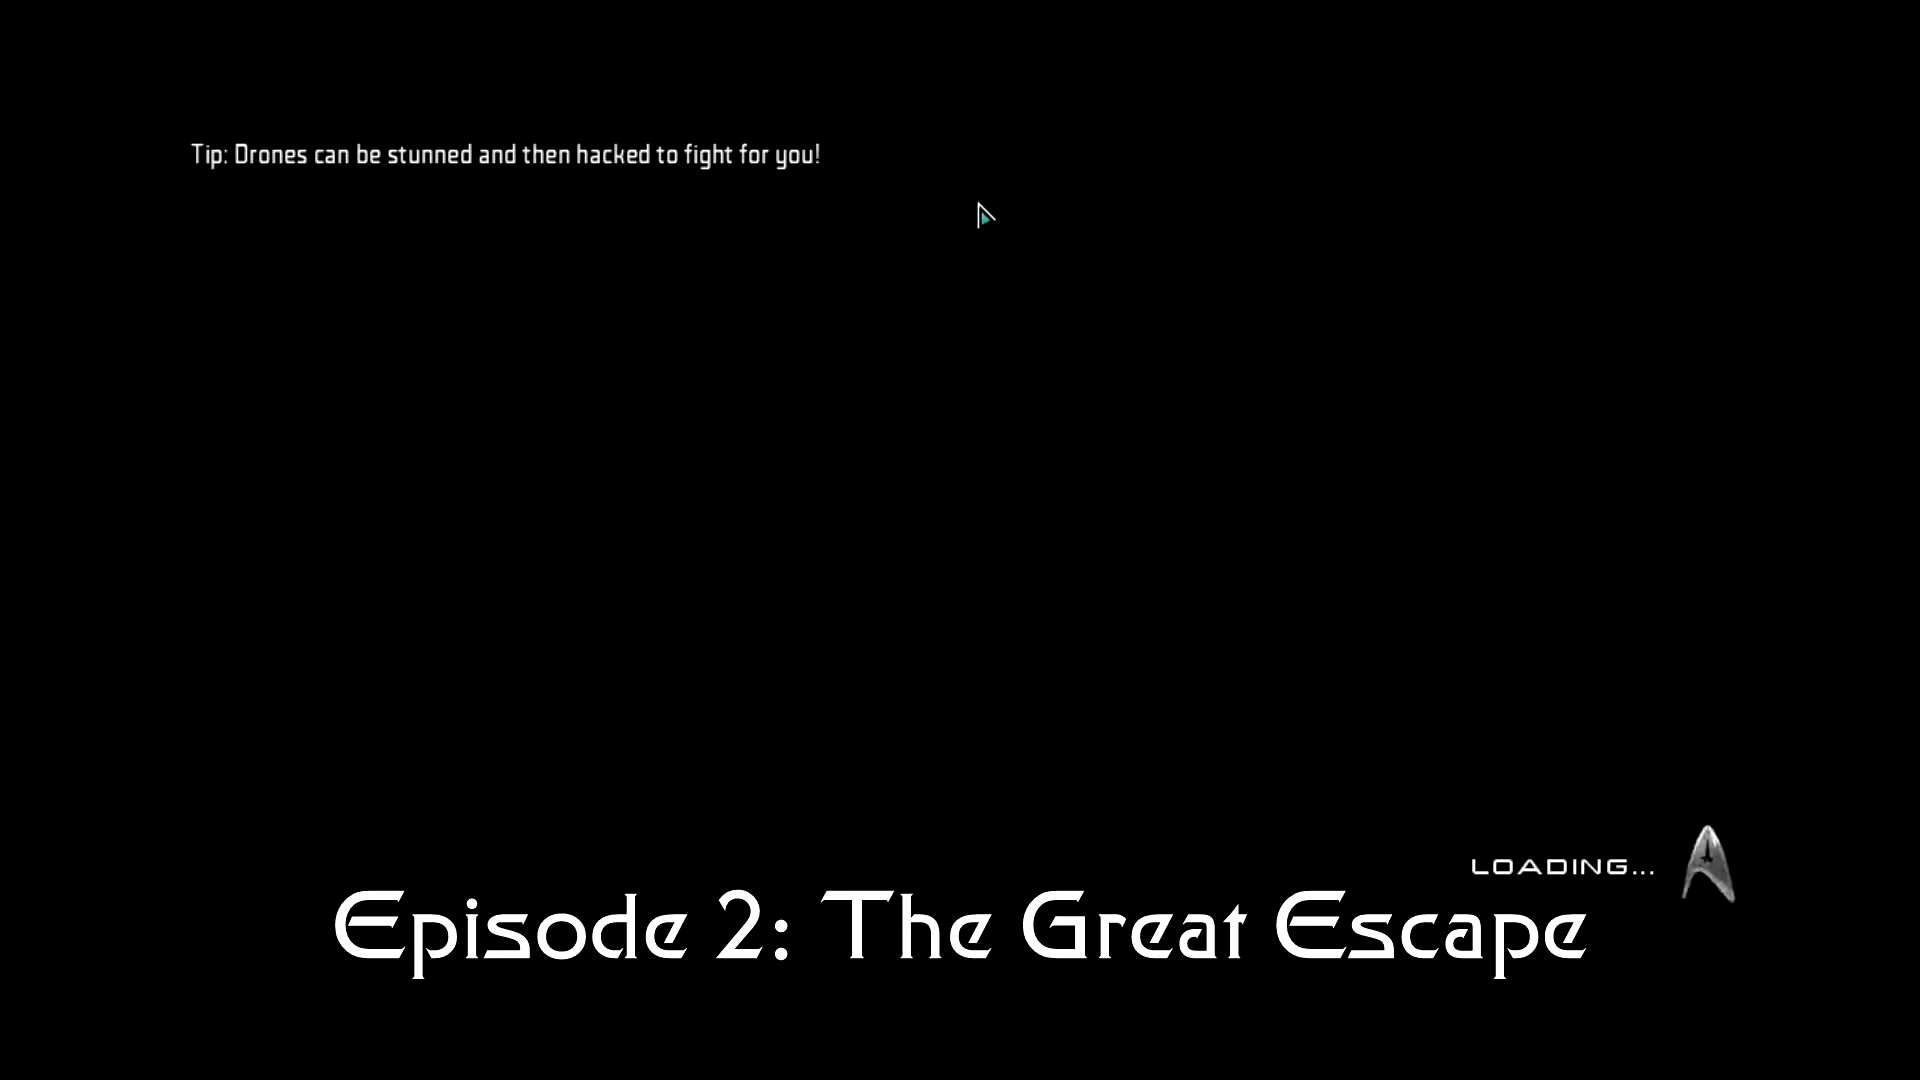 Tip: Drones can be stunned and then hacked to fight for you!
LOADING...
Episode 2: The Great Escape